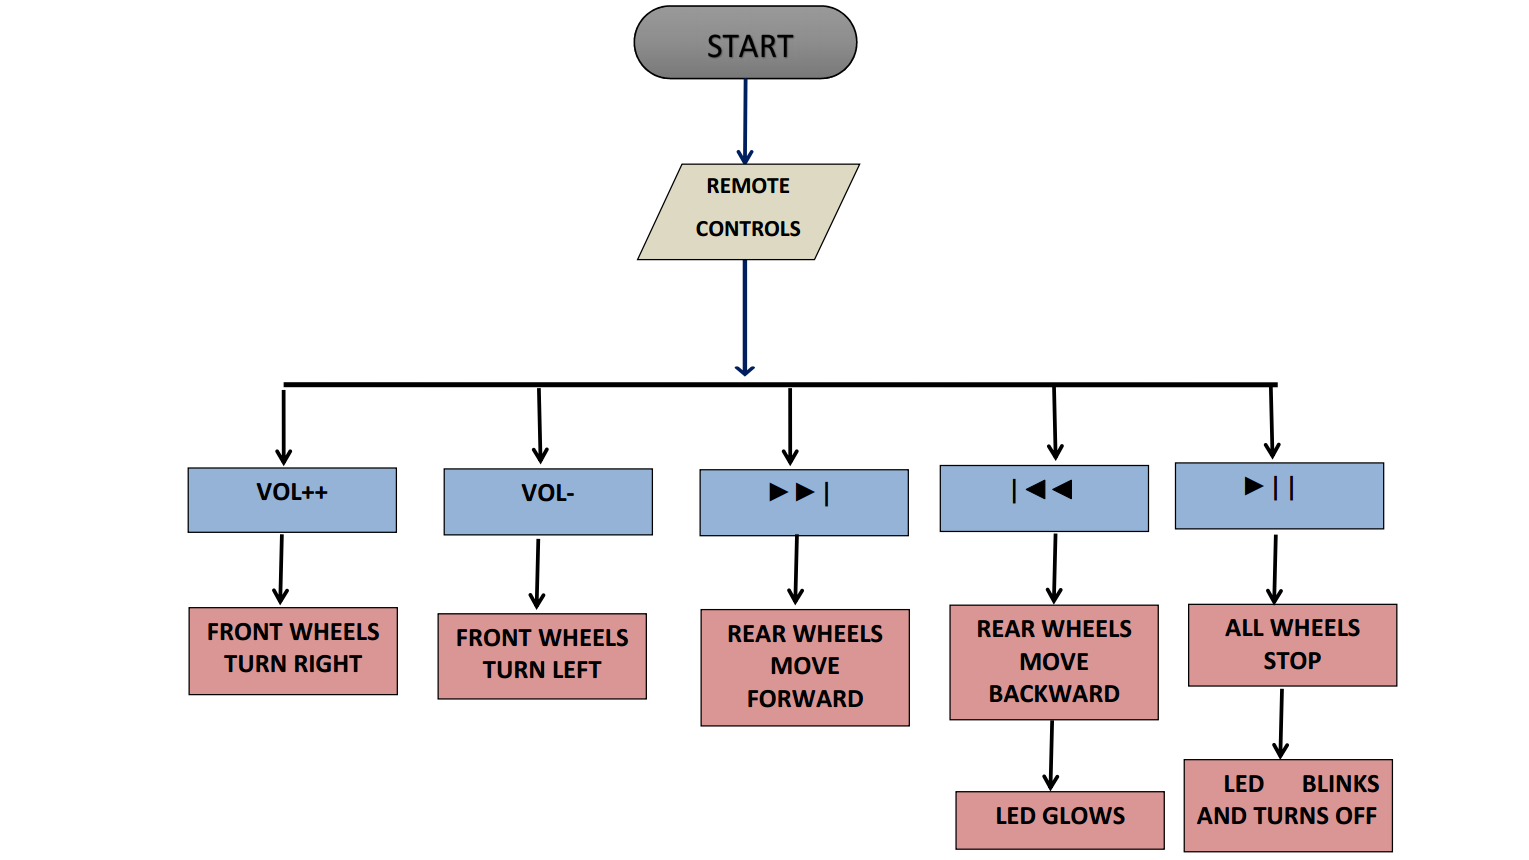 START
REMOTE
CONTROLS
VOL++
VOL-
►►|
|◄◄
►||
FRONT WHEELS
TURN RIGHT
FRONT WHEELS
TURN LEFT
REAR WHEELS
MOVE
FORWARD
REAR WHEELS
MOVE
BACKWARD
ALL WHEELS
STOP
LED GLOWS
LED BLINKS
AND TURNS OFF